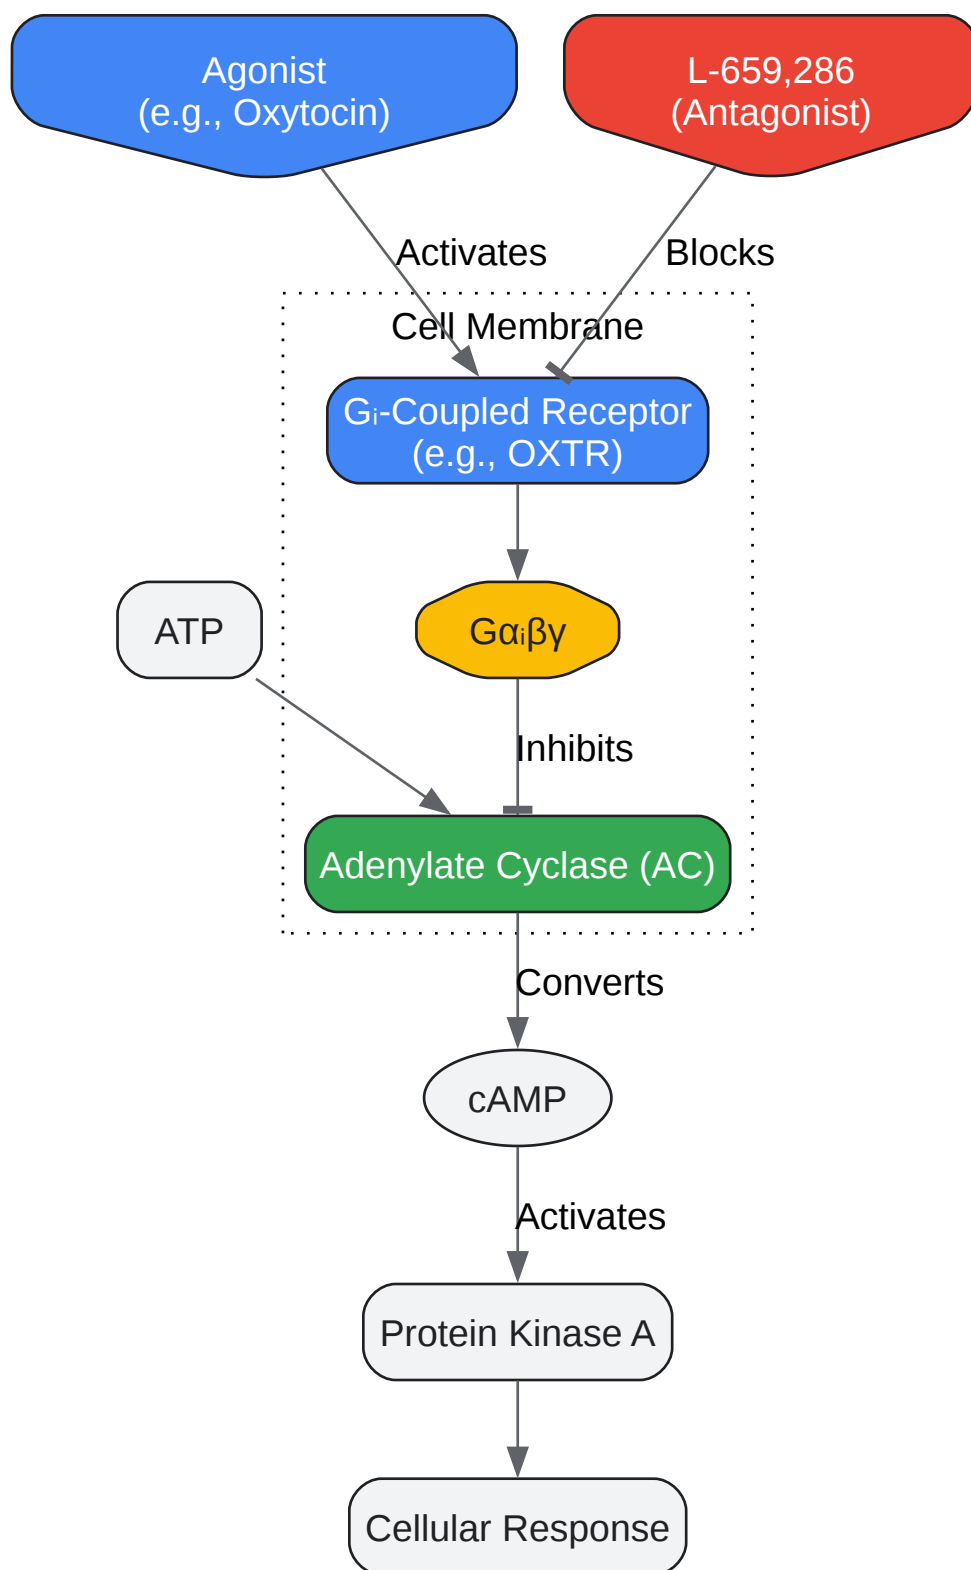 Agonist
(e.g., Oxytocin)
L-659,286
(Antagonist)
Activates
Blocks
Cell Membrane
Gᵢ-Coupled Receptor
(e.g., OXTR)
ATP
Gαᵢβγ
Inhibits
Adenylate Cyclase (AC)
Converts
cAMP
Activates
Protein Kinase A
Cellular Response